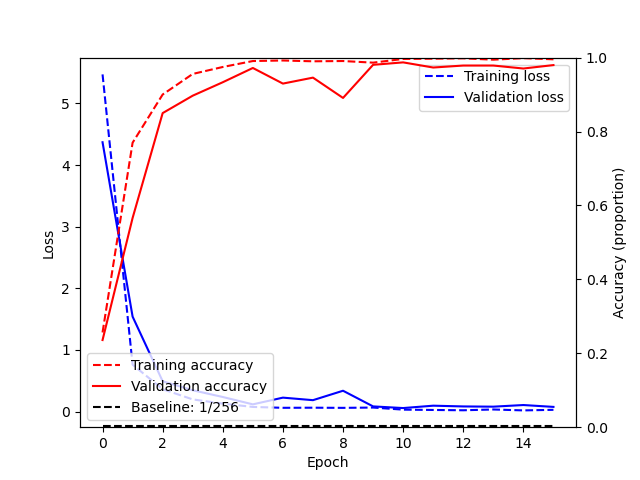 1.0
Training loss
Validation loss
5
0.8
4
0.6
3
Loss
Accuracy (proportion)
0.4
2
0.2
1
Training accuracy
Validation accuracy
Baseline: 1/256
0
0.0
0 2 4 6 8 10 12 14
Epoch